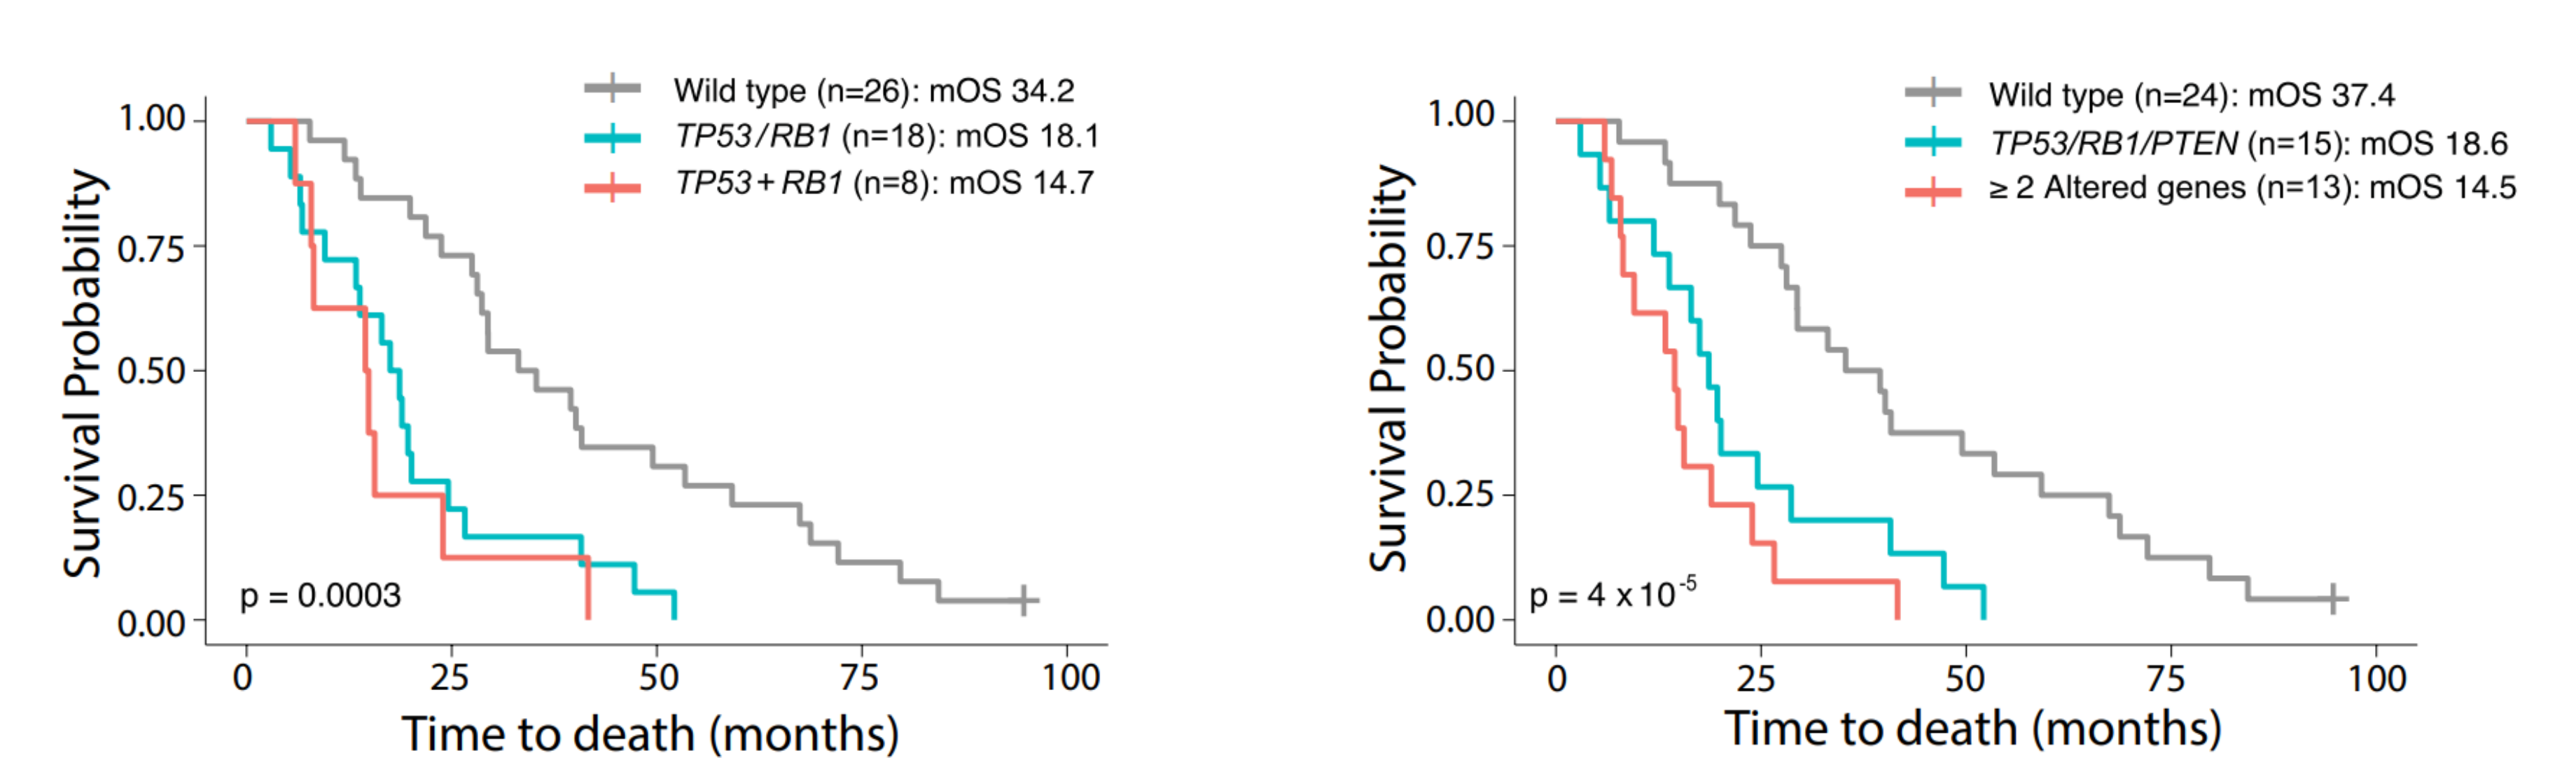 Wild type (n=26): mOS 34.2
TP53/RB1 (n=18): mOS 18.1
TP53+RB1 (n=8): mOS 14.7
Survival Probability
1.00
0.75
0.50
0.25
0.00
p = 0.0003
0 25 50 75 100
Time to death (months)
Wild type (n=24): mOS 37.4
TP53/RB1/PTEN (n=15): mOS 18.6
≥ 2 Altered genes (n=13): mOS 14.5
Survival Probability
1.00
0.75
0.50
0.25
0.00
p = 4 x 10⁻⁵
0 25 50 75 100
Time to death (months)